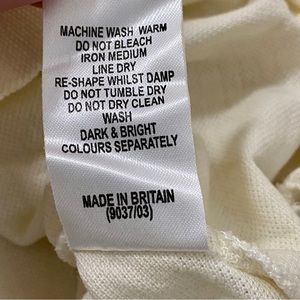 MACHINE WASH WARM
DO NOT BLEACH
IRON MEDIUM
LINE DRY
RE-SHAPE WHILST DAMP
DO NOT TUMBLE DRY
DO NOT DRY CLEAN
WASH
DARK & BRIGHT
COLOURS SEPARATELY
MADE IN BRITAIN
(9037/03)